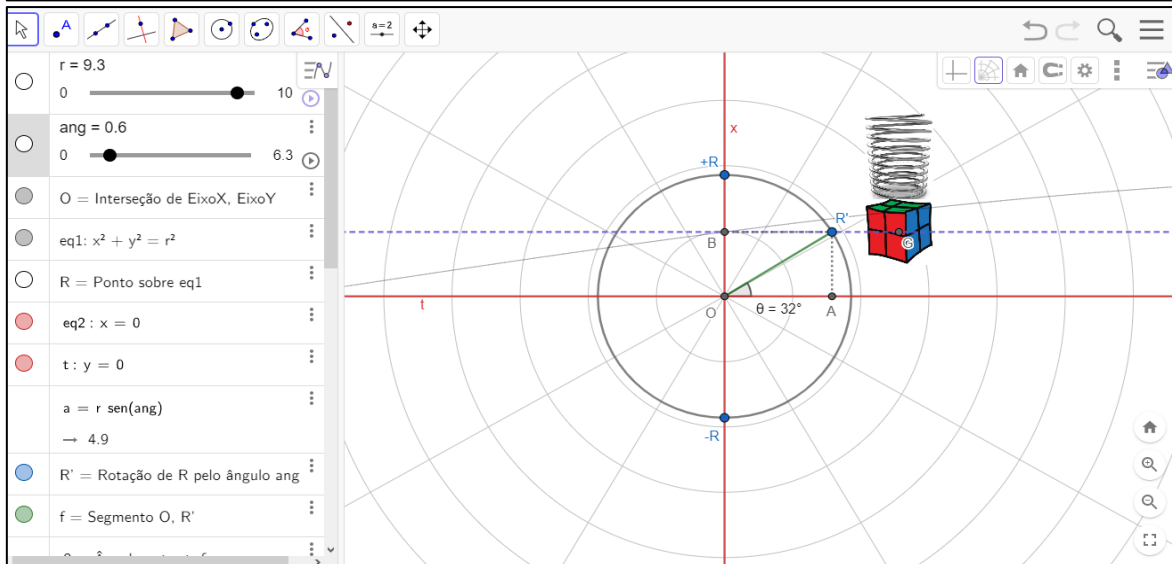 A
a=2
r = 9.3
0
10
ang = 0.6
0
6.3
O = Interseção de EixoX, EixoY
eq1: x² + y² = r²
R = Ponto sobre eq1
eq2 : x = 0
t : y = 0
a = r sen(ang)
→ 4.9
R' = Rotação de R pelo ângulo ang
f = Segmento O, R'
x
+R
R'
B
G
t
O
θ = 32°
A
-R